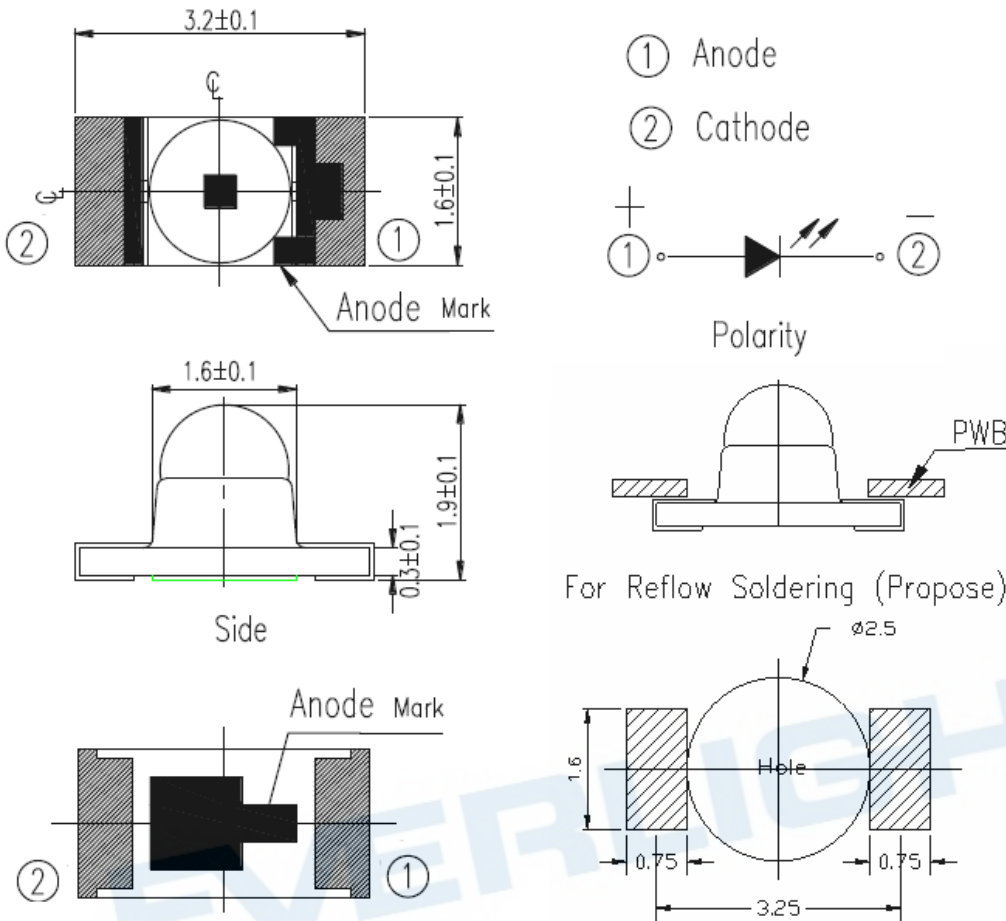 3.2±0.1
℄
℄
1.6±0.1
②
①
Anode Mark
① Anode
② Cathode
+
−
①
②
Polarity
1.6±0.1
1.9±0.1
0.3±0.1
Side
PWB
For Reflow Soldering (Propose)
ø2.5
1.6
Hole
0.75
0.75
3.25
Anode Mark
②
①
EVERLIGH